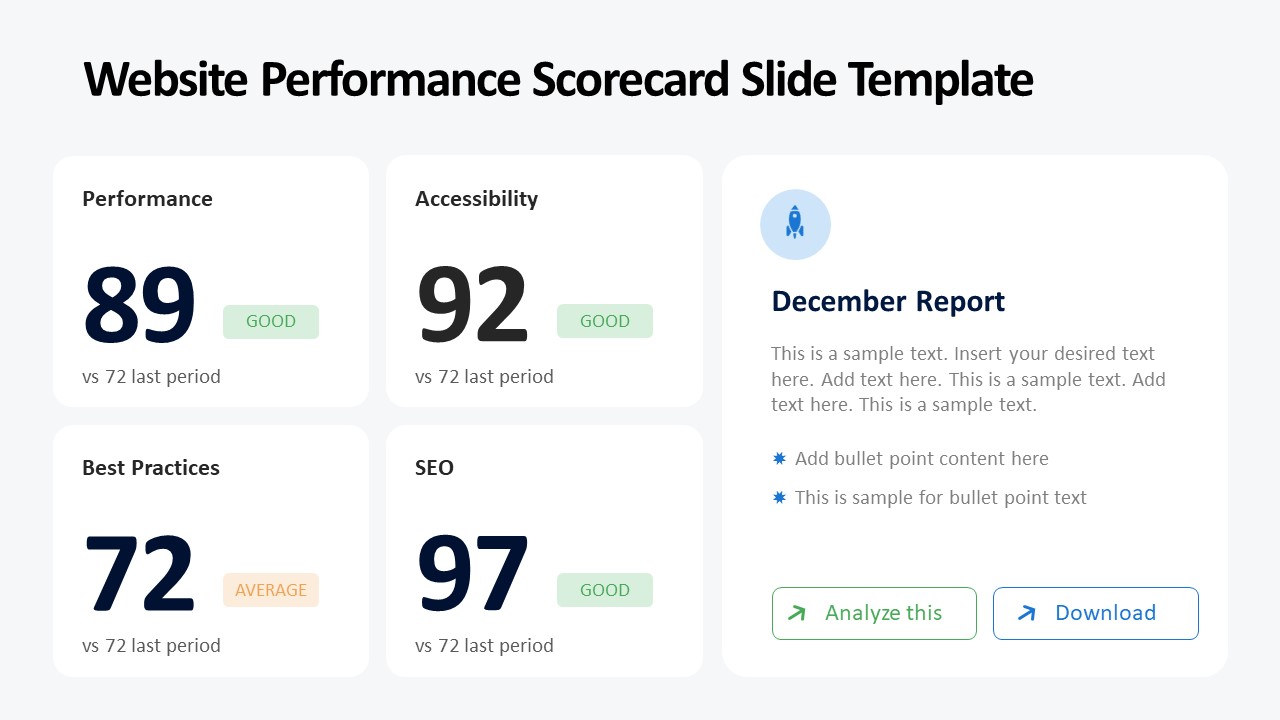 Website Performance Scorecard Slide Template
Performance
89
GOOD
vs 72 last period
Accessibility
92
GOOD
vs 72 last period
Best Practices
72
AVERAGE
vs 72 last period
SEO
97
GOOD
vs 72 last period
December Report
This is a sample text. Insert your desired text
here. Add text here. This is a sample text. Add
text here. This is a sample text.
Add bullet point content here
This is sample for bullet point text
Analyze this
Download